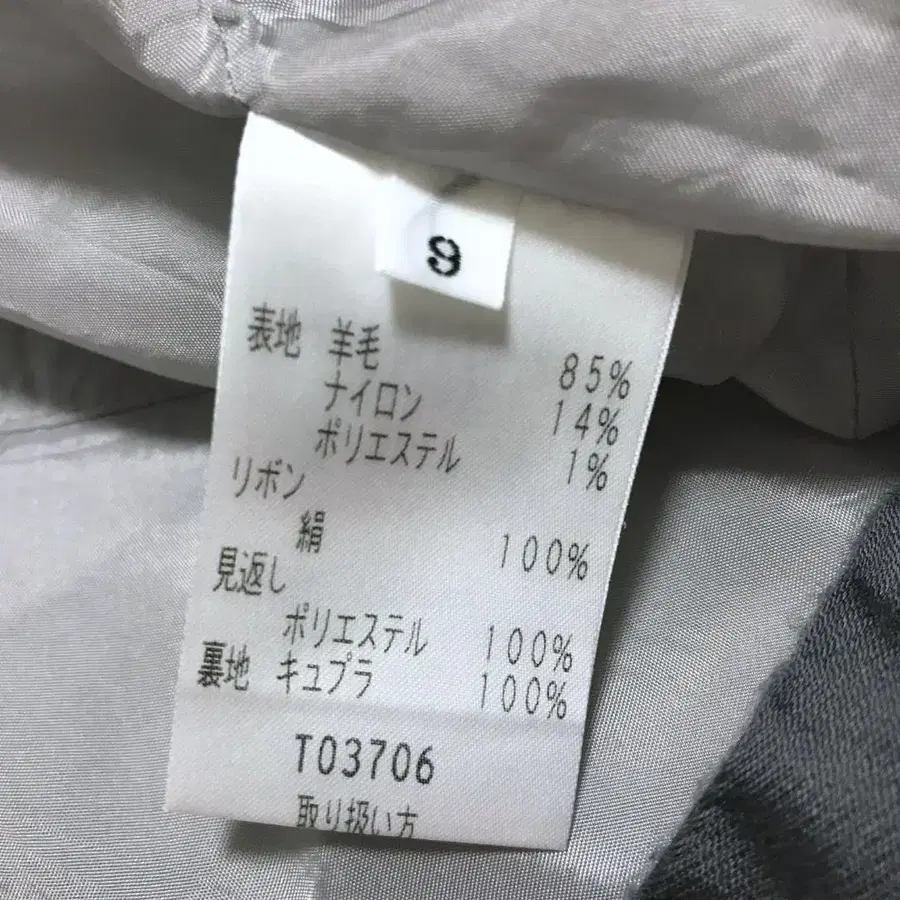 9
表地 羊毛 85%
ナイロン 14%
ポリエステル 1%
リボン
絹 100%
見返し
ポリエステル 100%
裏地 キュプラ 100%
T03706
取り扱い方